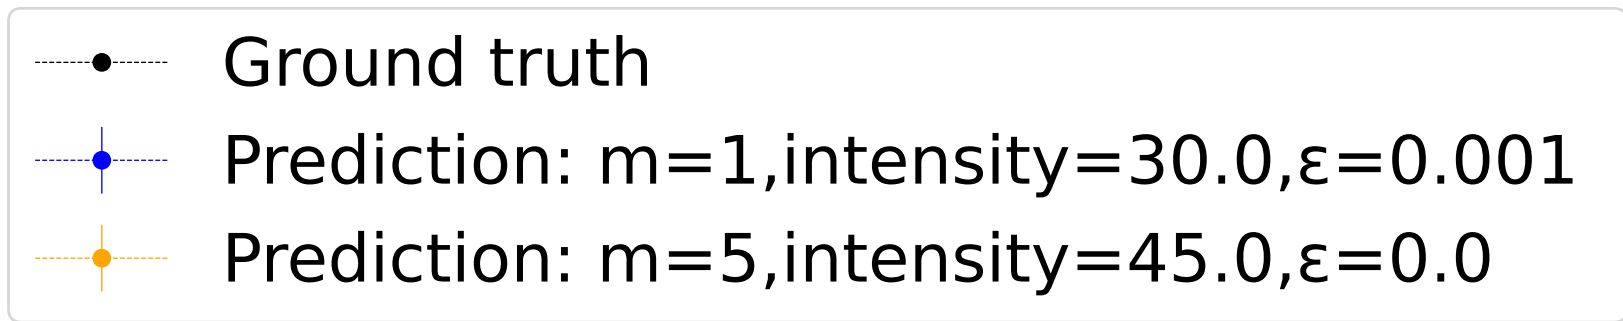 Ground truth
Prediction: m=1,intensity=30.0,ε=0.001
Prediction: m=5,intensity=45.0,ε=0.0